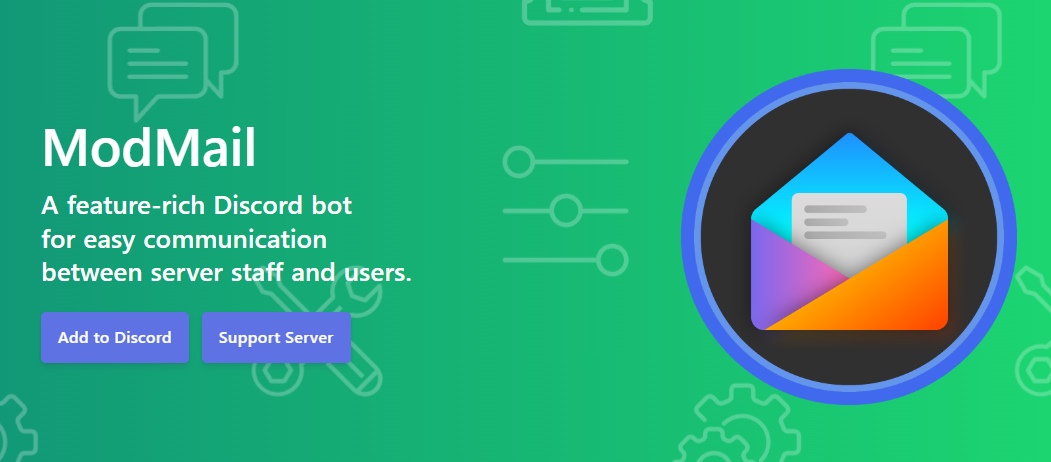 ModMail
A feature-rich Discord bot
for easy communication
between server staff and users.
Add to Discord
Support Server